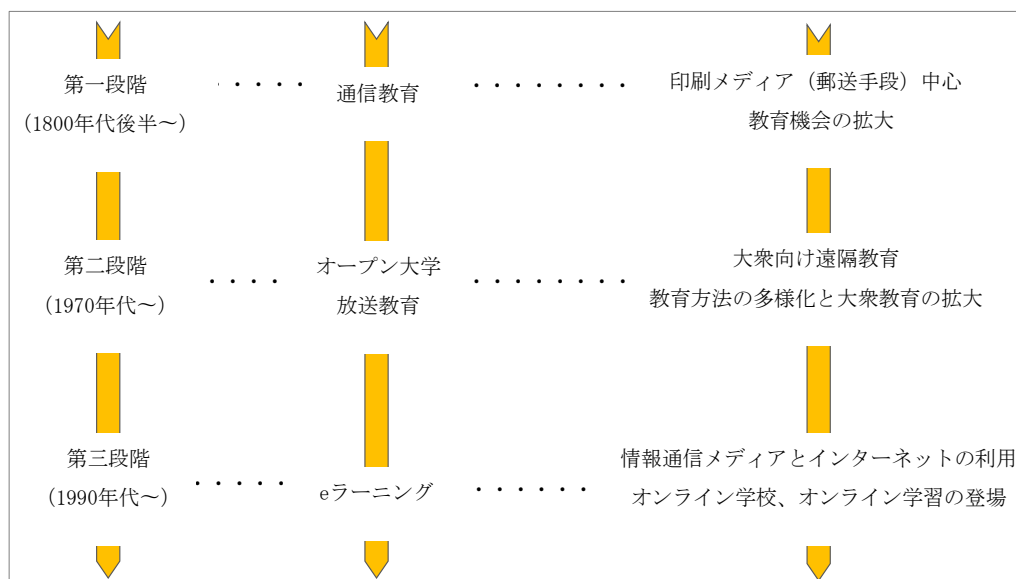 第一段階
(1800年代後半〜)
・・・・・
通信教育
・・・・・・・・
印刷メディア（郵送手段）中心
教育機会の拡大
第二段階
(1970年代〜)
・・・・
オープン大学
放送教育
・・・・・・・・
大衆向け遠隔教育
教育方法の多様化と大衆教育の拡大
第三段階
(1990年代〜)
・・・・・
eラーニング
・・・・・
情報通信メディアとインターネットの利用
オンライン学校、オンライン学習の登場